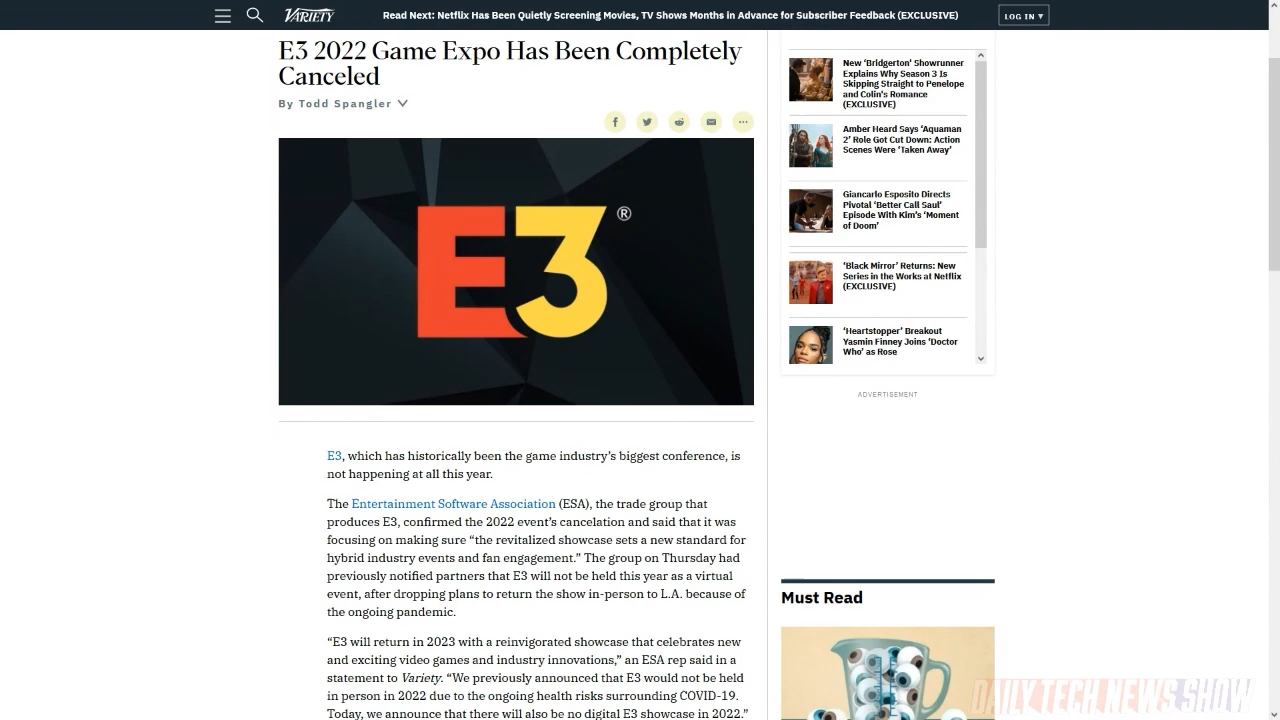 VARIETY
Read Next: Netflix Has Been Quietly Screening Movies, TV Shows Months in Advance for Subscriber Feedback (EXCLUSIVE)
LOG IN ▾
E3 2022 Game Expo Has Been Completely
Canceled
By Todd Spangler
E3®
E3, which has historically been the game industry's biggest conference, is
not happening at all this year.
The Entertainment Software Association (ESA), the trade group that
produces E3, confirmed the 2022 event's cancelation and said that it was
focusing on making sure “the revitalized showcase sets a new standard for
hybrid industry events and fan engagement.” The group on Thursday had
previously notified partners that E3 will not be held this year as a virtual
event, after dropping plans to return the show in-person to L.A. because of
the ongoing pandemic.
“E3 will return in 2023 with a reinvigorated showcase that celebrates new
and exciting video games and industry innovations,” an ESA rep said in a
statement to Variety. “We previously announced that E3 would not be held
in person in 2022 due to the ongoing health risks surrounding COVID-19.
Today, we announce that there will also be no digital E3 showcase in 2022.”
New ‘Bridgerton’ Showrunner
Explains Why Season 3 Is
Skipping Straight to Penelope
and Colin's Romance
(EXCLUSIVE)
Amber Heard Says ‘Aquaman
2’ Role Got Cut Down: Action
Scenes Were ‘Taken Away’
Giancarlo Esposito Directs
Pivotal ‘Better Call Saul’
Episode With Kim's ‘Moment
of Doom’
‘Black Mirror’ Returns: New
Series in the Works at Netflix
(EXCLUSIVE)
‘Heartstopper’ Breakout
Yasmin Finney Joins ‘Doctor
Who’ as Rose
ADVERTISEMENT
Must Read
DAILY TECH NEWS SHOW